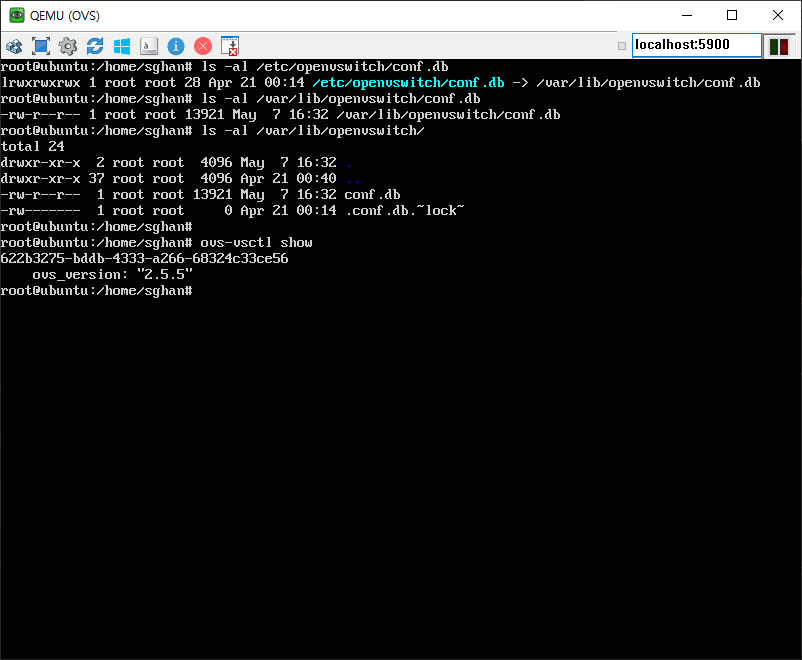 QEMU (OVS)
localhost:5900
root@ubuntu:/home/sghan# ls -al /etc/openvswitch/conf.db
lrwxrwxrwx 1 root root 28 Apr 21 00:14 /etc/openvswitch/conf.db -> /var/lib/openvswitch/conf.db
root@ubuntu:/home/sghan# ls -al /var/lib/openvswitch/conf.db
-rw-r--r-- 1 root root 13921 May  7 16:32 /var/lib/openvswitch/conf.db
root@ubuntu:/home/sghan# ls -al /var/lib/openvswitch/
total 24
drwxr-xr-x  2 root root  4096 May  7 16:32 .
drwxr-xr-x 37 root root  4096 Apr 21 00:40 ..
-rw-r--r--  1 root root 13921 May  7 16:32 conf.db
-rw-------  1 root root     0 Apr 21 00:14 .conf.db.~lock~
root@ubuntu:/home/sghan#
root@ubuntu:/home/sghan# ovs-vsctl show
622b3275-bddb-4333-a266-68324c33ce56
    ovs_version: "2.5.5"
root@ubuntu:/home/sghan#